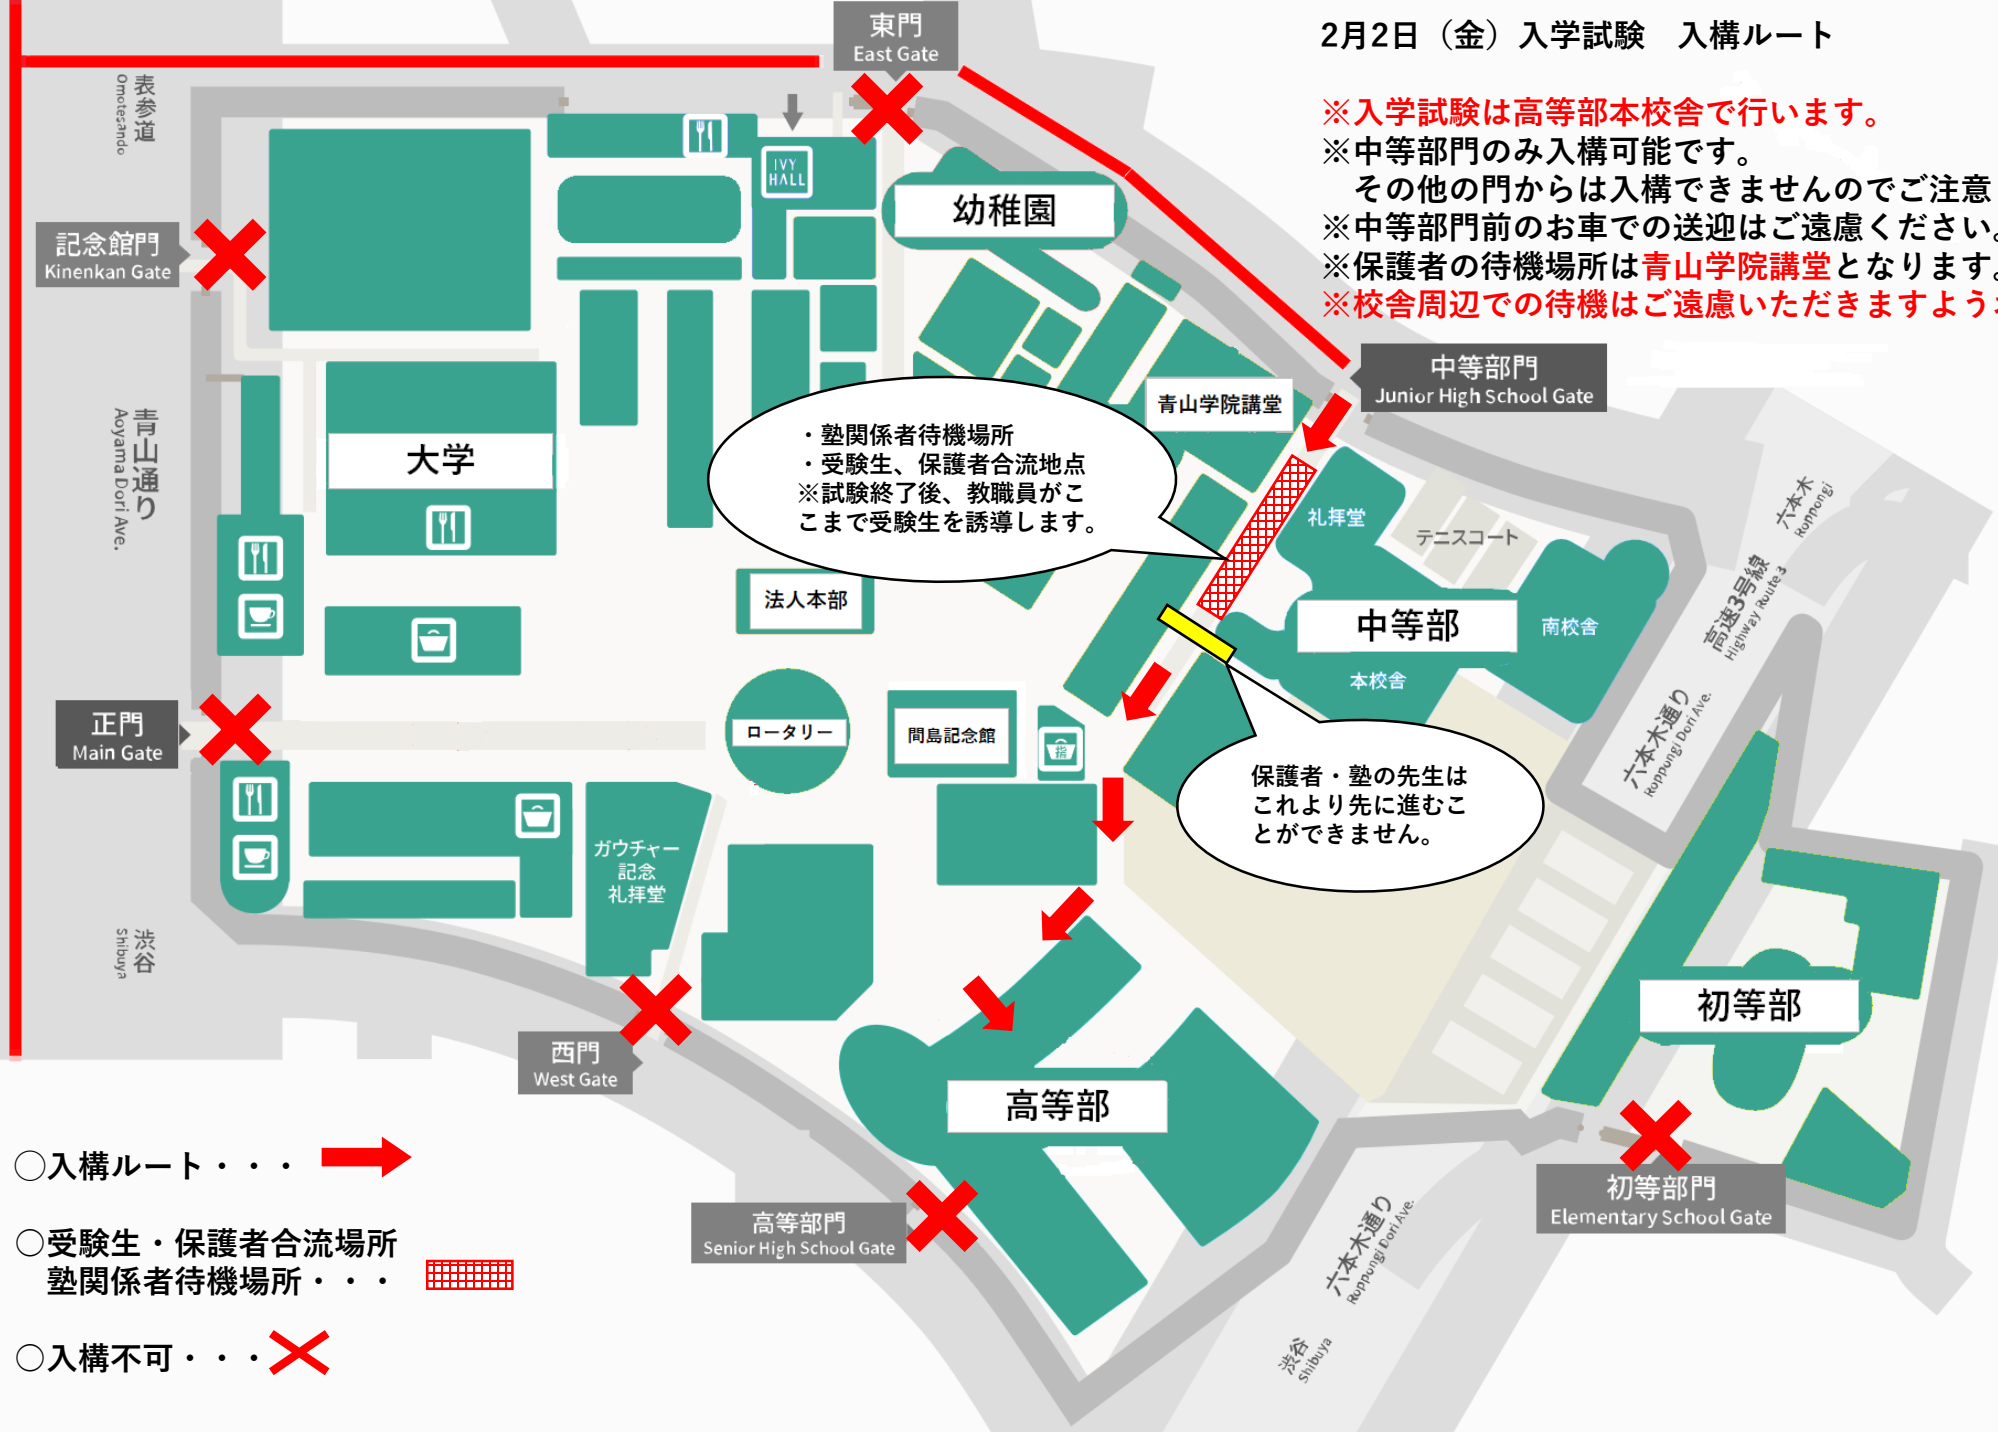 2月2日（金）入学試験　入構ルート
※入学試験は高等部本校舎で行います。
※中等部門のみ入構可能です。
その他の門からは入構できませんのでご注意
※中等部門前のお車での送迎はご遠慮ください。
※保護者の待機場所は青山学院講堂となります。
※校舎周辺での待機はご遠慮いただきますよう
東門
East Gate
表参道
Omotesando
IVY
HALL
幼稚園
記念館門
Kinenkan Gate
中等部門
Junior High School Gate
青山学院講堂
青山通り
Aoyama Dori Ave.
大学
・塾関係者待機場所
・受験生、保護者合流地点
※試験終了後、教職員がこ
こまで受験生を誘導します。
礼拝堂
テニスコート
六本木
Roppongi
高速3号線
Highway Route 3
法人本部
中等部
南校舎
本校舎
六本木通り
Roppongi Dori Ave.
正門
Main Gate
ロータリー
間島記念館
指
保護者・塾の先生は
これより先に進むこ
とができません。
ガウチャー
記念
礼拝堂
渋谷
Shibuya
初等部
西門
West Gate
高等部
初等部門
Elementary School Gate
高等部門
Senior High School Gate
六本木通り
Roppongi Dori Ave.
渋谷
Shibuya
○入構ルート・・・
○受験生・保護者合流場所
塾関係者待機場所・・・
○入構不可・・・